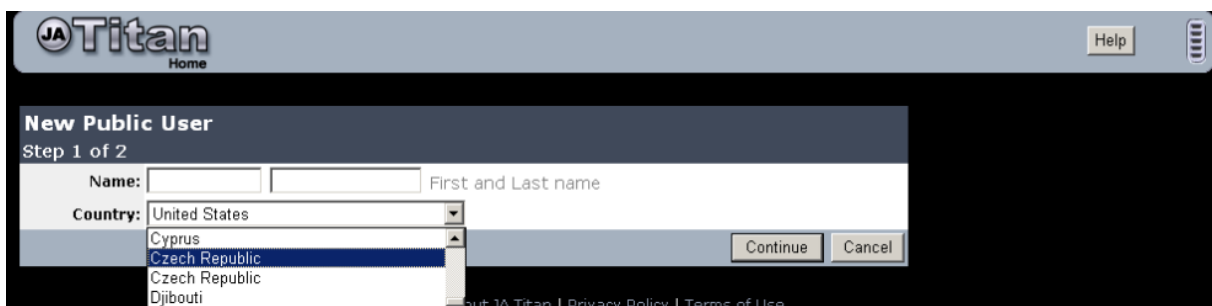 JA Titan
Home
Help
New Public User
Step 1 of 2
Name: First and Last name
Country: United States
Cyprus
Czech Republic
Czech Republic
Djibouti
Continue Cancel
out JA Titan | Privacy Policy | Terms of Use